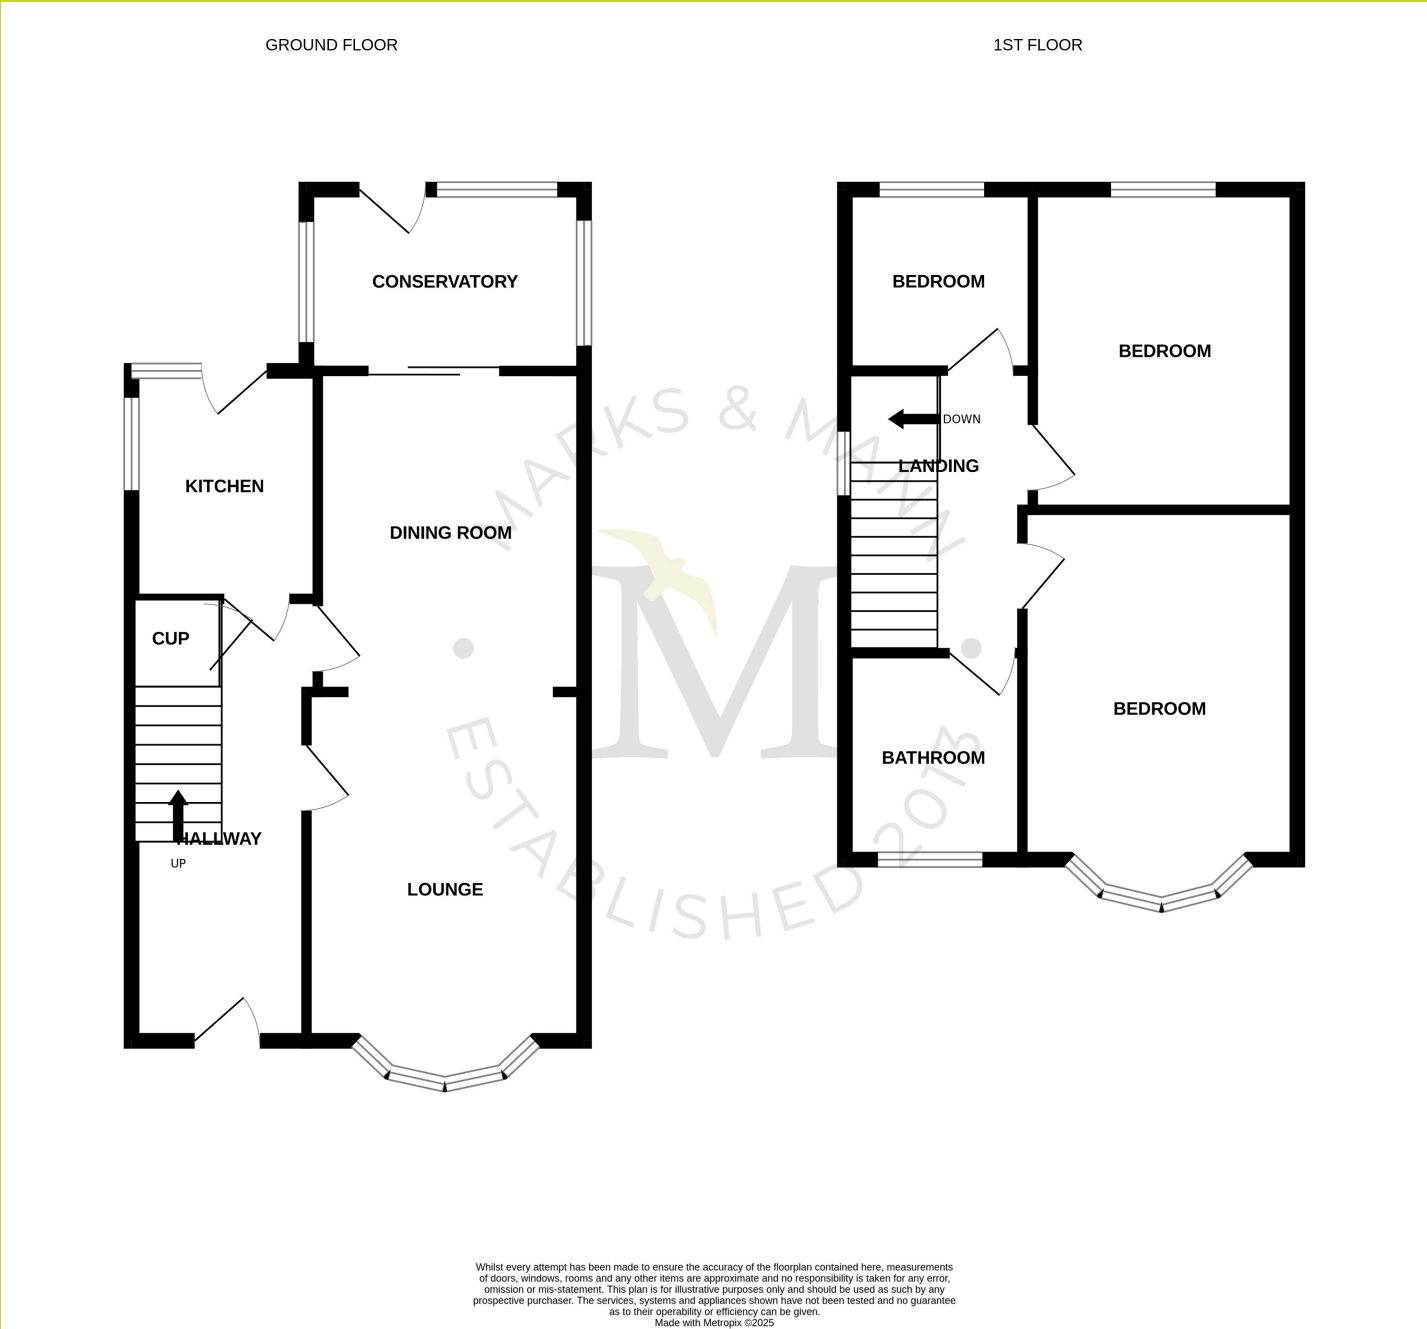 GROUND FLOOR
1ST FLOOR
CONSERVATORY
KITCHEN
DINING ROOM
CUP
HALLWAY
UP
LOUNGE
BEDROOM
BEDROOM
DOWN
LANDING
BEDROOM
BATHROOM
MARKS & MANN
M
ESTABLISHED 2013
Whilst every attempt has been made to ensure the accuracy of the floorplan contained here, measurements
of doors, windows, rooms and any other items are approximate and no responsibility is taken for any error,
omission or mis-statement. This plan is for illustrative purposes only and should be used as such by any
prospective purchaser. The services, systems and appliances shown have not been tested and no guarantee
as to their operability or efficiency can be given.
Made with Metropix ©2025